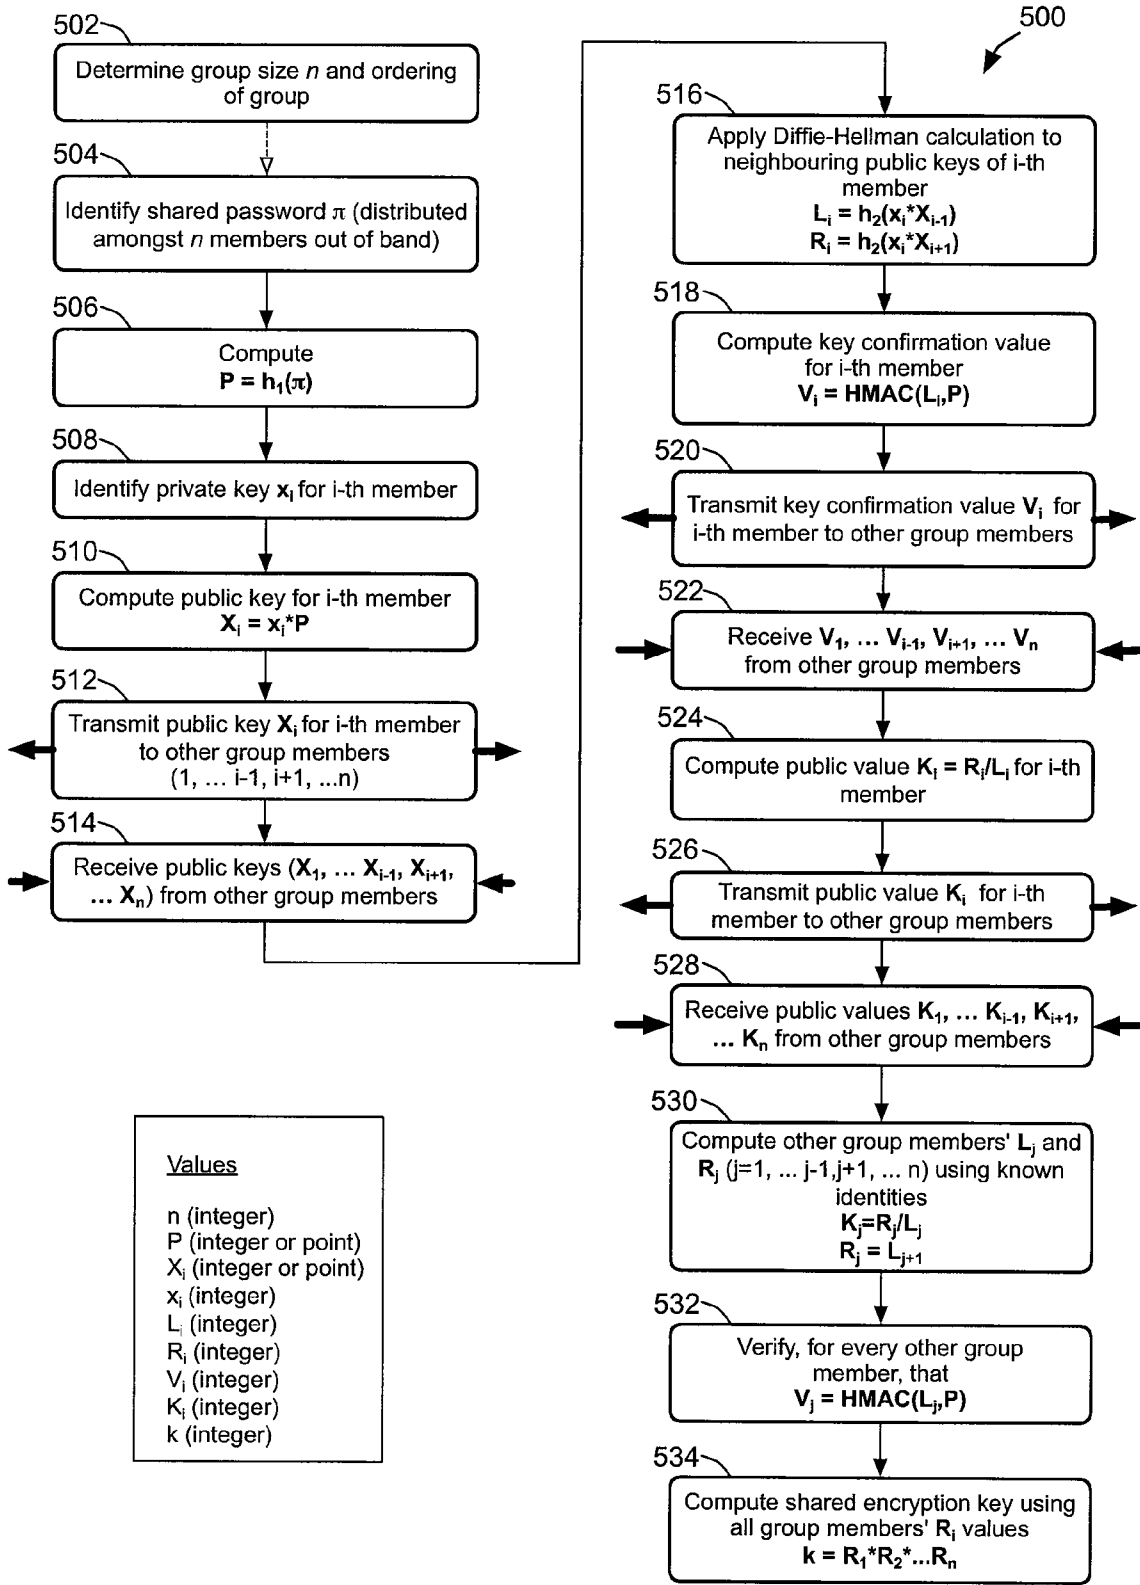 500
502
Determine group size n and ordering
of group
504
Identify shared password π (distributed
amongst n members out of band)
506
Compute
P = h₁(π)
508
Identify private key xᵢ for i-th member
510
Compute public key for i-th member
Xᵢ = xᵢ*P
512
Transmit public key Xᵢ for i-th member
to other group members
(1, ... i-1, i+1, ...n)
514
Receive public keys (X₁, ... Xᵢ₋₁, Xᵢ₊₁,
... Xₙ) from other group members
516
Apply Diffie-Hellman calculation to
neighbouring public keys of i-th
member
Lᵢ = h₂(xᵢ*Xᵢ₋₁)
Rᵢ = h₂(xᵢ*Xᵢ₊₁)
518
Compute key confirmation value
for i-th member
Vᵢ = HMAC(Lᵢ,P)
520
Transmit key confirmation value Vᵢ for
i-th member to other group members
522
Receive V₁, ... Vᵢ₋₁, Vᵢ₊₁, ... Vₙ
from other group members
524
Compute public value Kᵢ = Rᵢ/Lᵢ for i-th
member
526
Transmit public value Kᵢ for i-th
member to other group members
528
Receive public values K₁, ... Kᵢ₋₁, Kᵢ₊₁,
... Kₙ from other group members
530
Compute other group members' Lⱼ and
Rⱼ (j=1, ... j-1,j+1, ... n) using known
identities
Kⱼ=Rⱼ/Lⱼ
Rⱼ = Lⱼ₊₁
532
Verify, for every other group
member, that
Vⱼ = HMAC(Lⱼ,P)
534
Compute shared encryption key using
all group members' Rᵢ values
k = R₁*R₂*...Rₙ
Values
n (integer)
P (integer or point)
Xᵢ (integer or point)
xᵢ (integer)
Lᵢ (integer)
Rᵢ (integer)
Vᵢ (integer)
Kᵢ (integer)
k (integer)